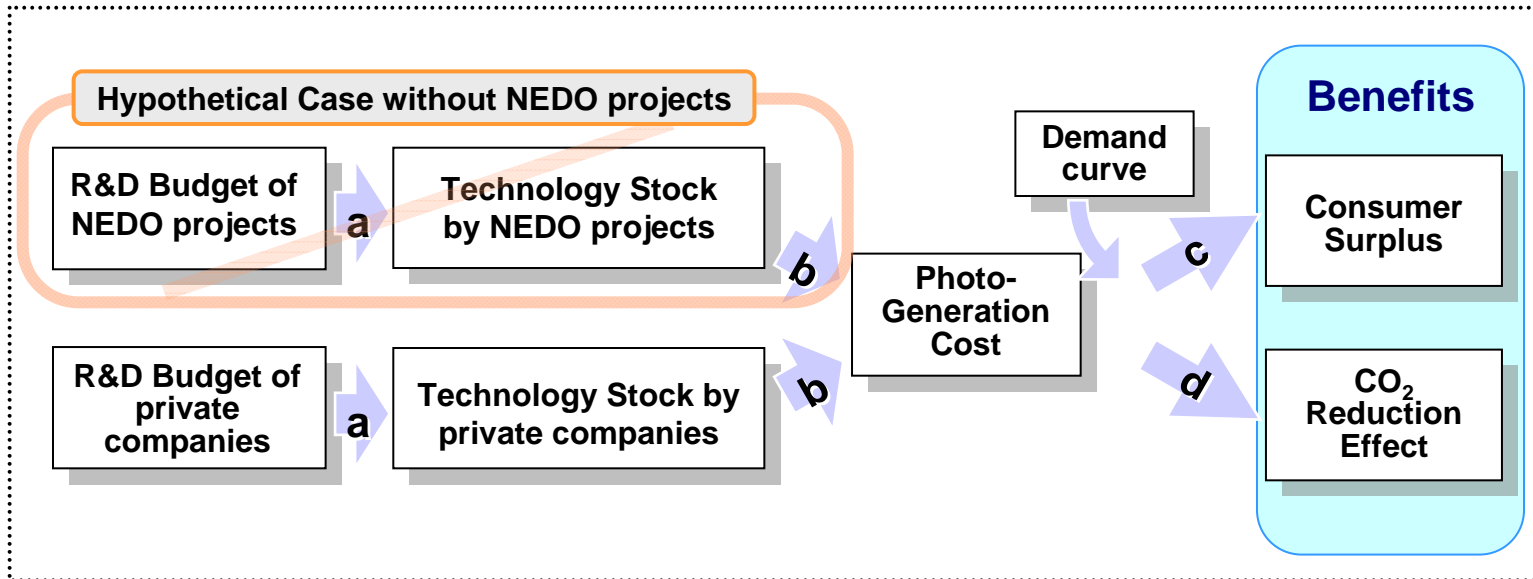 Hypothetical Case without NEDO projects
R&D Budget of
NEDO projects
a
Technology Stock
by NEDO projects
b
R&D Budget of
private
companies
a
Technology Stock by
private companies
b
Photo-
Generation
Cost
Demand
curve
c
d
Benefits
Consumer
Surplus
CO₂
Reduction
Effect